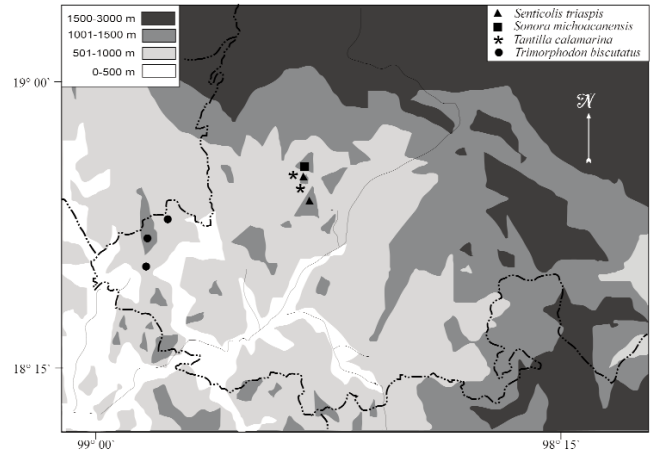 1500-3000 m
1001-1500 m
501-1000 m
0-500 m
Senticolis triaspis
Sonora michoacanensis
Tantilla calamarina
Trimorphodon biscutatus
N
19° 00´
18° 15´
99° 00´
98° 15´